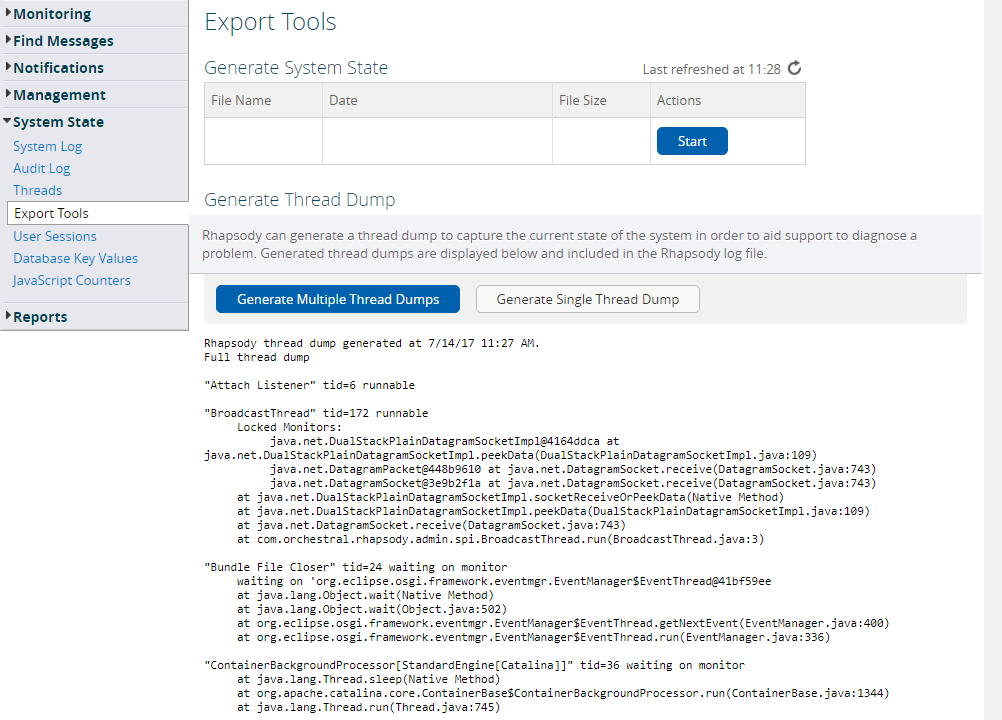 Monitoring
Find Messages
Notifications
Management
System State
System Log
Audit Log
Threads
Export Tools
User Sessions
Database Key Values
JavaScript Counters
Reports
Export Tools
Generate System State
Last refreshed at 11:28
File Name Date File Size Actions
Start
Generate Thread Dump
Rhapsody can generate a thread dump to capture the current state of the system in order to aid support to diagnose a
problem. Generated thread dumps are displayed below and included in the Rhapsody log file.
Generate Multiple Thread Dumps Generate Single Thread Dump
Rhapsody thread dump generated at 7/14/17 11:27 AM.
Full thread dump
"Attach Listener" tid=6 runnable
"BroadcastThread" tid=172 runnable
Locked Monitors:
java.net.DualStackPlainDatagramSocketImpl@4164ddca at
java.net.DualStackPlainDatagramSocketImpl.peekData(DualStackPlainDatagramSocketImpl.java:109)
java.net.DatagramPacket@448b9610 at java.net.DatagramSocket.receive(DatagramSocket.java:743)
java.net.DatagramSocket@3e9b2f1a at java.net.DatagramSocket.receive(DatagramSocket.java:743)
at java.net.DualStackPlainDatagramSocketImpl.socketReceiveOrPeekData(Native Method)
at java.net.DualStackPlainDatagramSocketImpl.peekData(DualStackPlainDatagramSocketImpl.java:109)
at java.net.DatagramSocket.receive(DatagramSocket.java:743)
at com.orchestral.rhapsody.admin.spi.BroadcastThread.run(BroadcastThread.java:3)
"Bundle File Closer" tid=24 waiting on monitor
waiting on 'org.eclipse.osgi.framework.eventmgr.EventManager$EventThread@41bf59ee
at java.lang.Object.wait(Native Method)
at java.lang.Object.wait(Object.java:502)
at org.eclipse.osgi.framework.eventmgr.EventManager$EventThread.getNextEvent(EventManager.java:400)
at org.eclipse.osgi.framework.eventmgr.EventManager$EventThread.run(EventManager.java:336)
"ContainerBackgroundProcessor[StandardEngine[Catalina]]" tid=36 waiting on monitor
at java.lang.Thread.sleep(Native Method)
at org.apache.catalina.core.ContainerBase$ContainerBackgroundProcessor.run(ContainerBase.java:1344)
at java.lang.Thread.run(Thread.java:745)